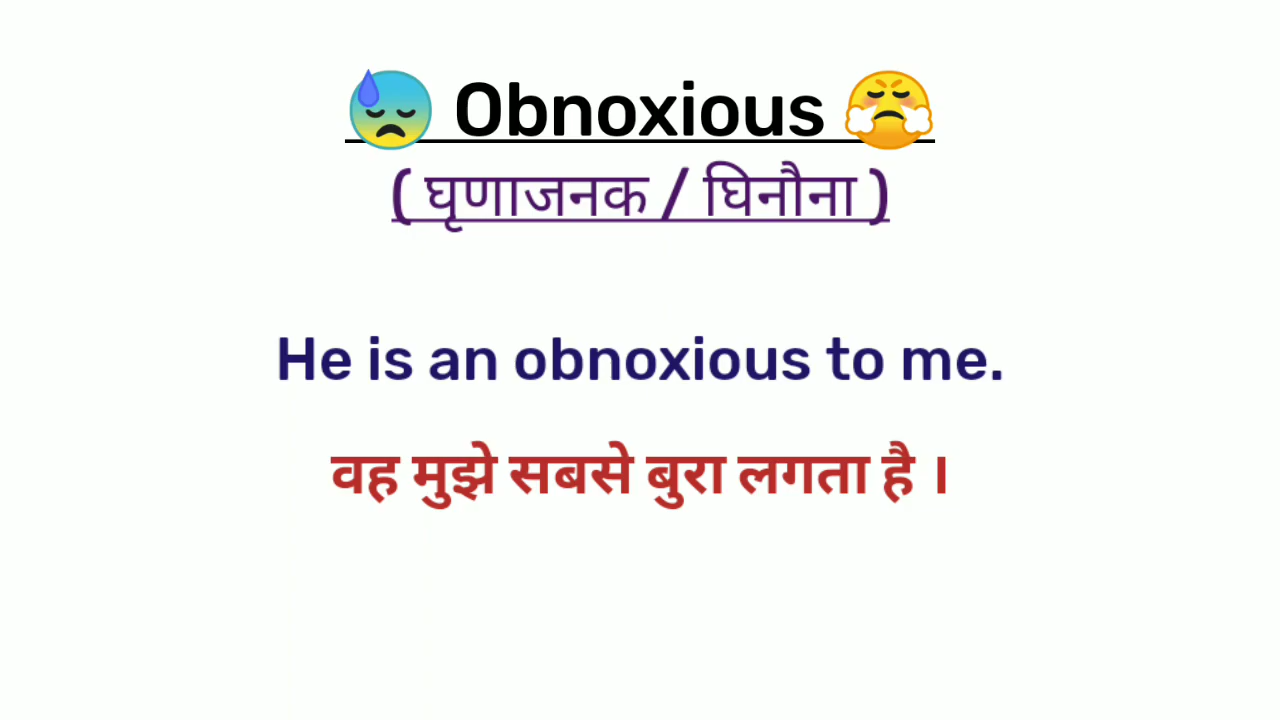 😓 Obnoxious 😤
( घृणाजनक / घिनौना )
He is an obnoxious to me.
वह मुझे सबसे बुरा लगता है ।